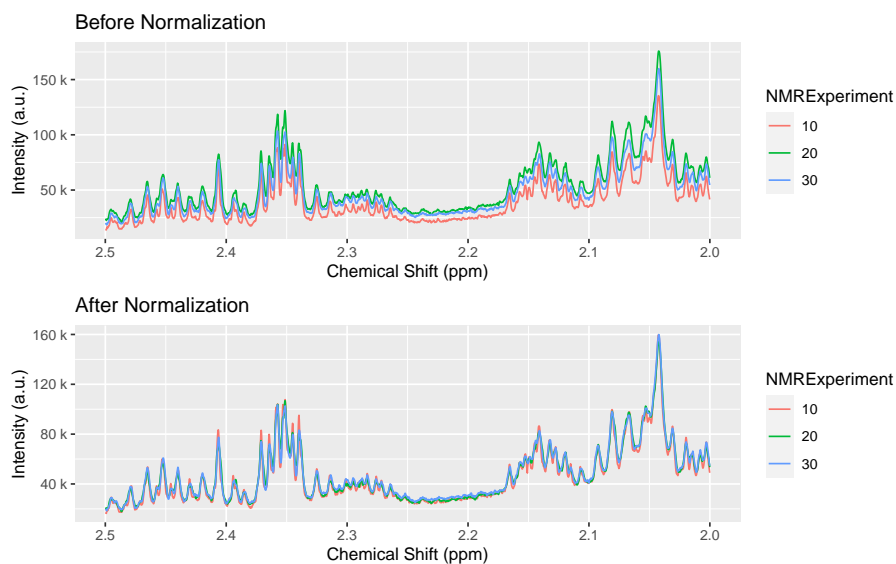 Before Normalization
150 k
100 k
50 k
Intensity (a.u.)
2.5 2.4 2.3 2.2 2.1 2.0
Chemical Shift (ppm)
NMRExperiment
10
20
30
After Normalization
160 k
120 k
80 k
40 k
Intensity (a.u.)
2.5 2.4 2.3 2.2 2.1 2.0
Chemical Shift (ppm)
NMRExperiment
10
20
30